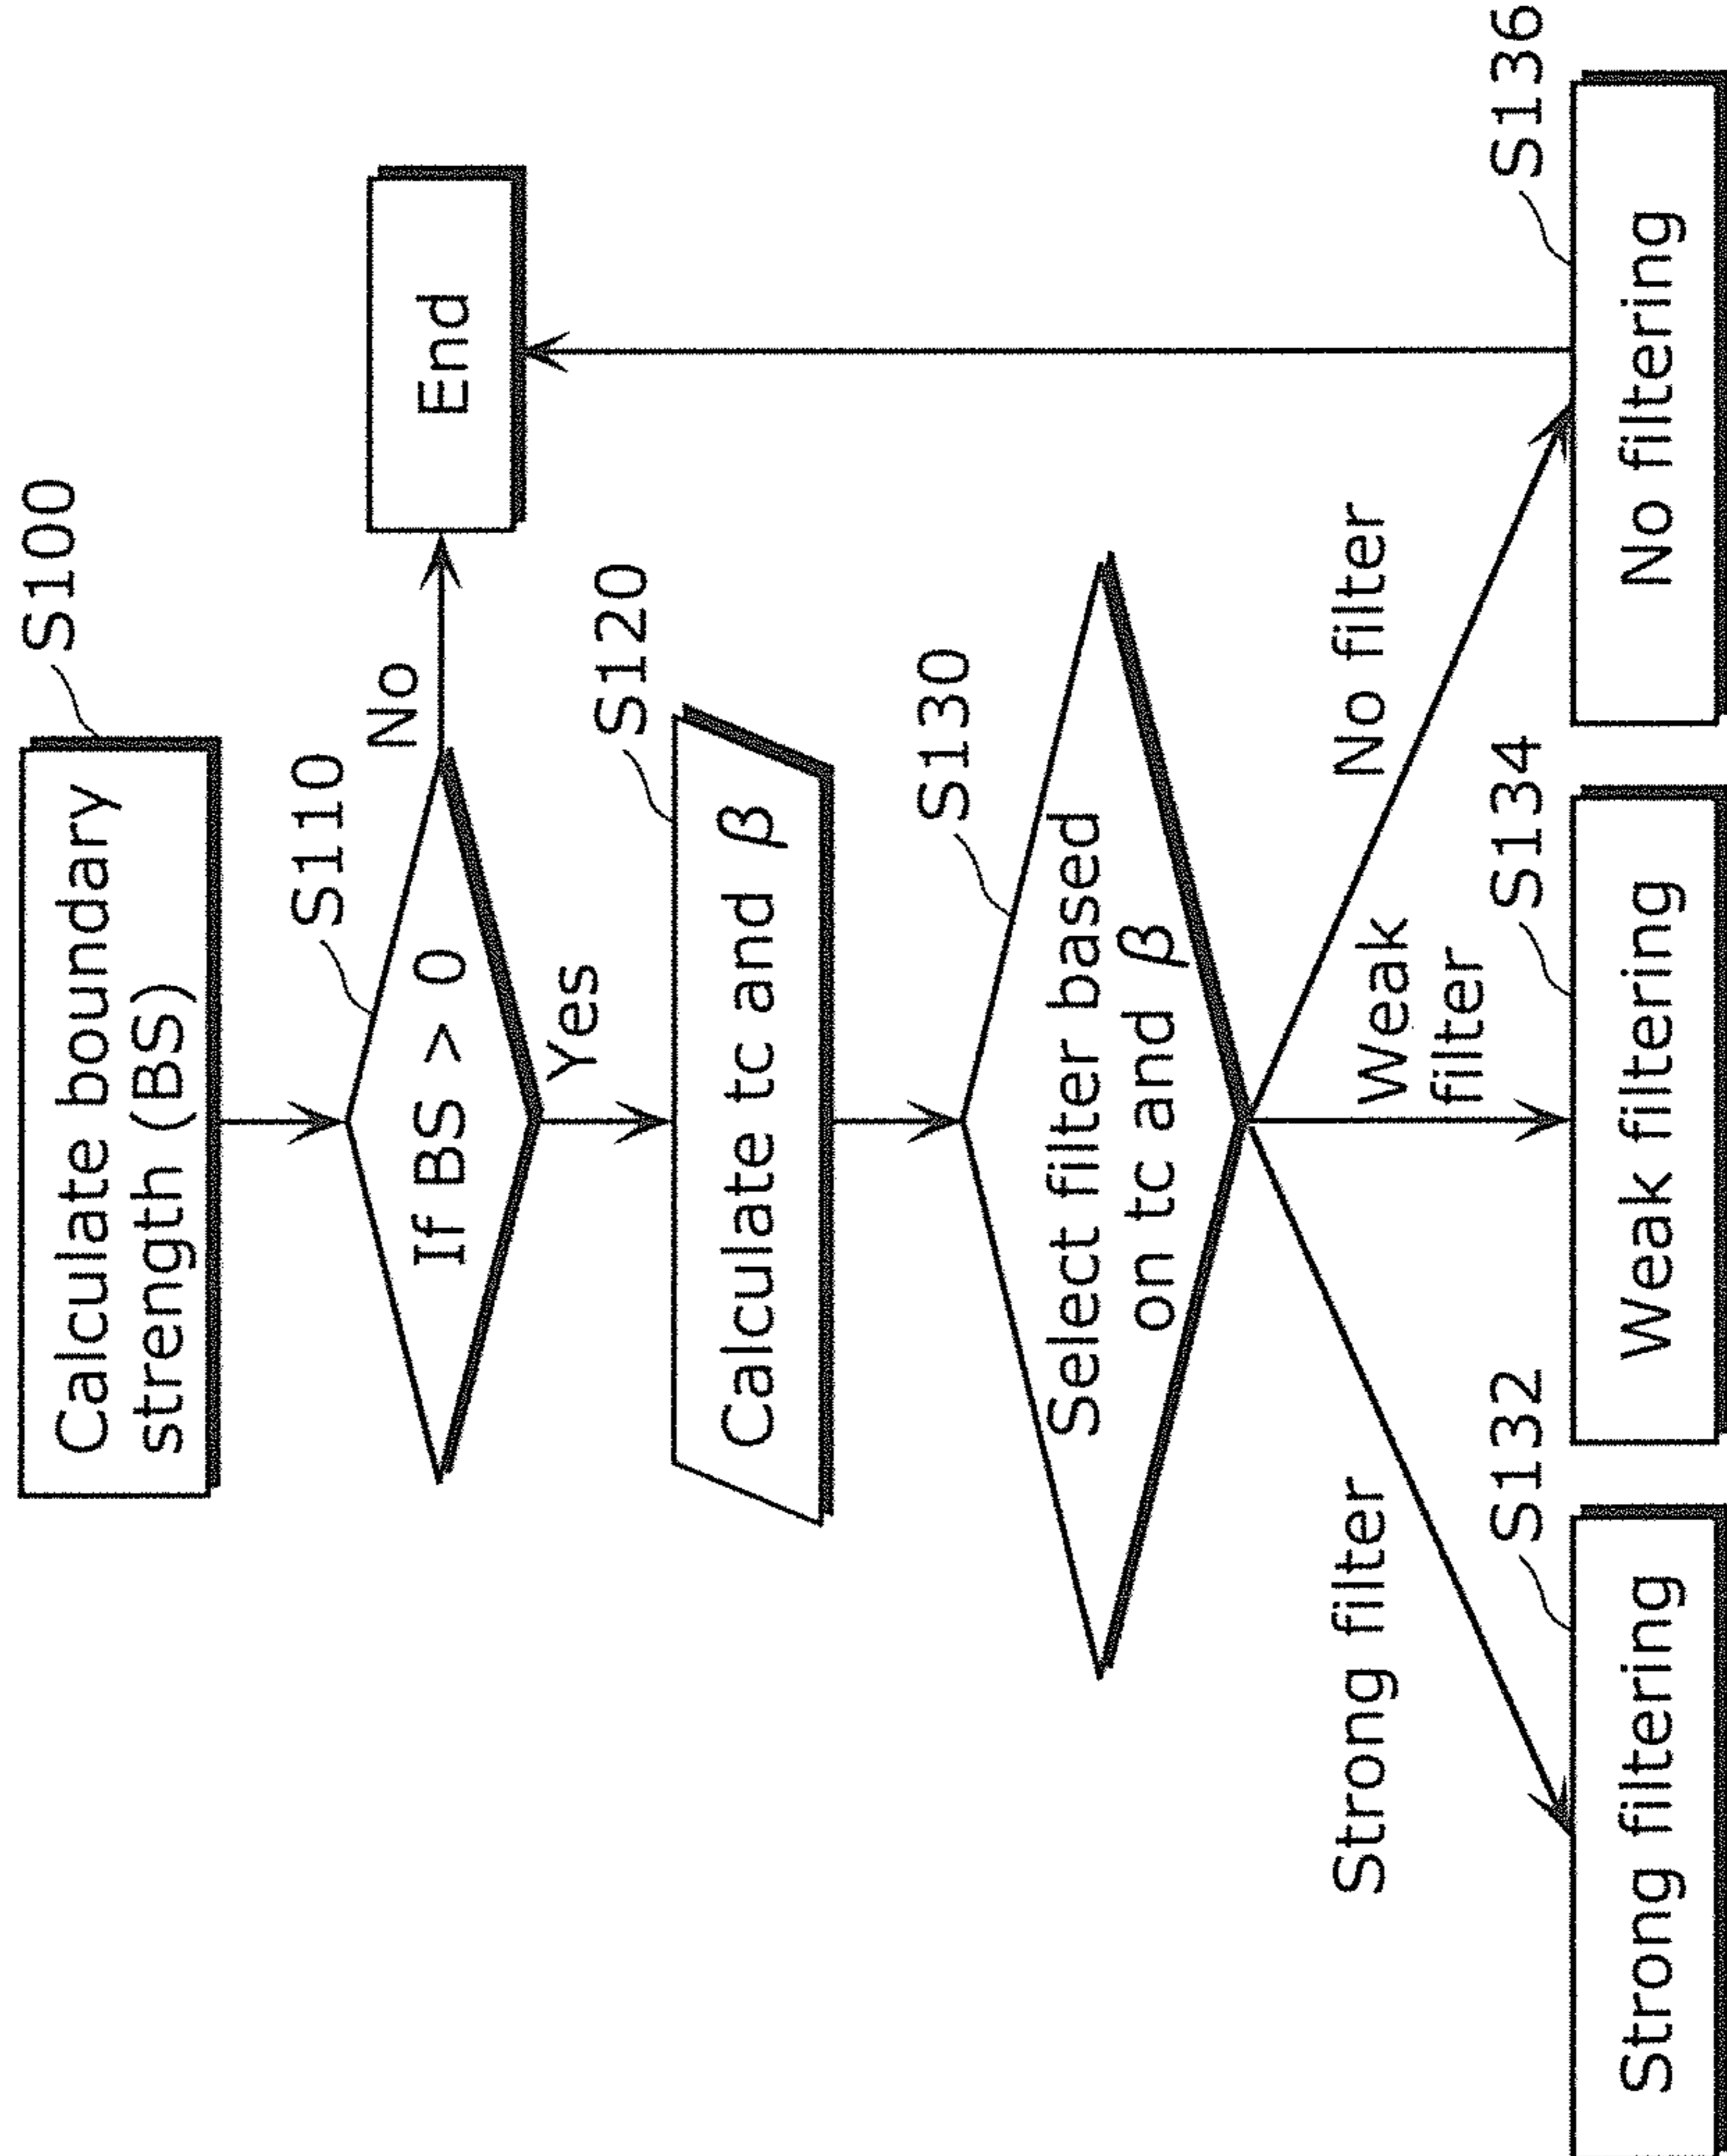 Calculate boundary
strength (BS)
S100
S110
If BS > 0
No
End
Yes
S120
Calculate tc and β
S130
Select filter based
on tc and β
Strong filter
Weak
filter
No filter
S132
S134
S136
Strong filtering
Weak filtering
No filtering